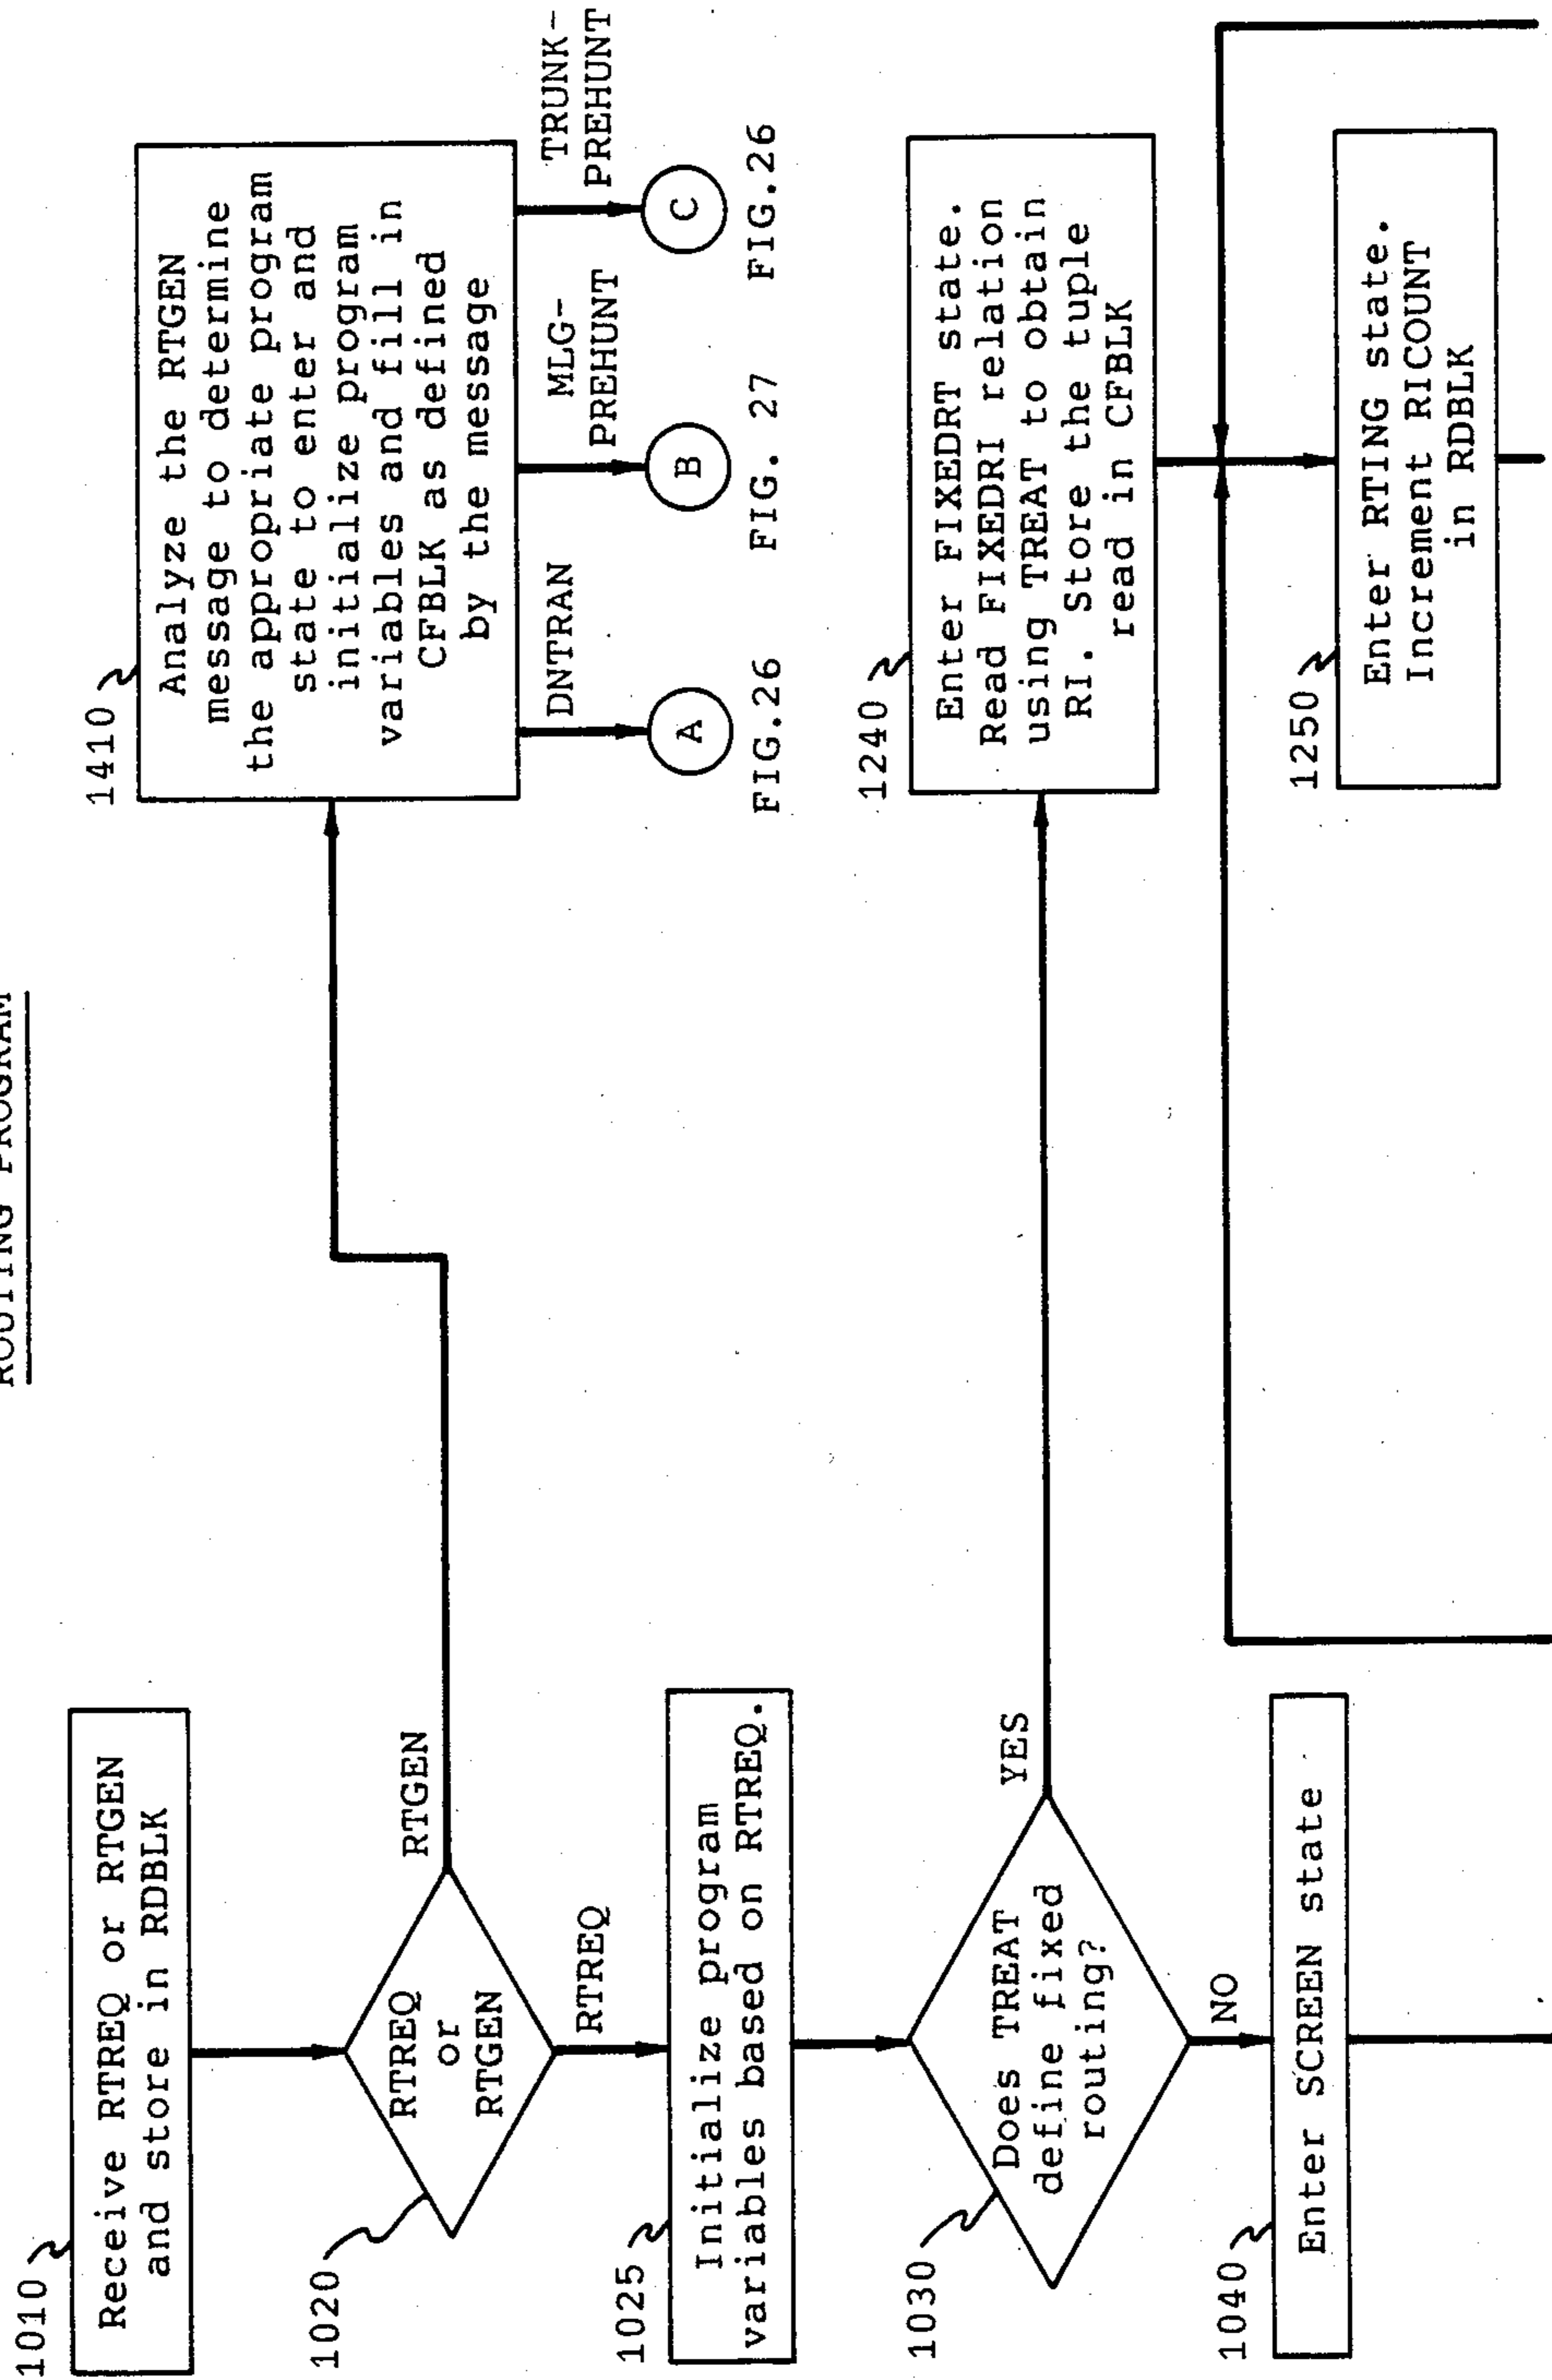 ROUTING PROGRAM
1010
Receive RTREQ or RTGEN
and store in RDBLK
1020
RTREQ
or
RTGEN
RTGEN
RTREQ
1025
Initialize program
variables based on RTREQ.
1030
Does TREAT
define fixed
routing?
YES
NO
1040
Enter SCREEN state
1410
Analyze the RTGEN
message to determine
the appropriate program
state to enter and
initialize program
variables and fill in
CFBLK as defined
by the message
DNTRAN
MLG-
PREHUNT
TRUNK-
PREHUNT
A
B
C
FIG.26
FIG. 27
FIG.26
1240
Enter FIXEDRT state.
Read FIXEDRI relation
using TREAT to obtain
RI. Store the tuple
read in CFBLK
1250
Enter RTING state.
Increment RICOUNT
in RDBLK